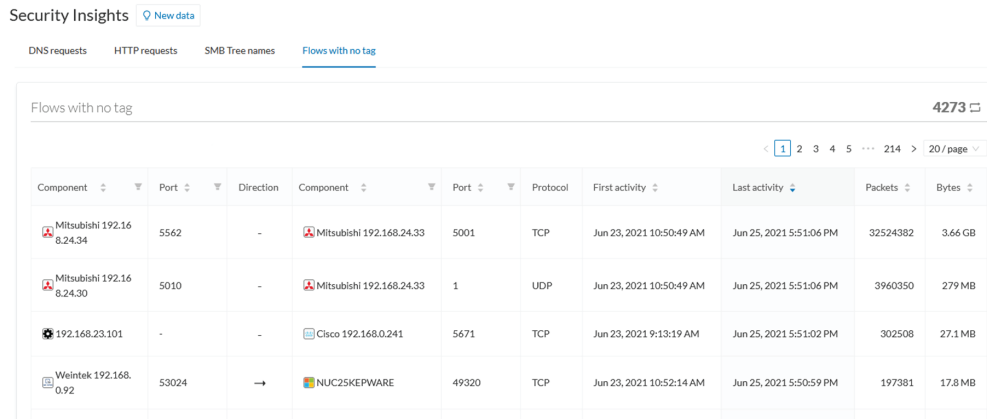 Security Insights New data
DNS requests HTTP requests SMB Tree names Flows with no tag
Flows with no tag 4273
1 2 3 4 5 ••• 214 20 / page
Component Port Direction Component Port Protocol First activity Last activity Packets Bytes
Mitsubishi 192.16
8.24.34 5562 - Mitsubishi 192.168.24.33 5001 TCP Jun 23, 2021 10:50:49 AM Jun 25, 2021 5:51:06 PM 32524382 3.66 GB
Mitsubishi 192.16
8.24.30 5010 - Mitsubishi 192.168.24.33 1 UDP Jun 23, 2021 10:50:49 AM Jun 25, 2021 5:51:06 PM 3960350 279 MB
192.168.23.101 - - Cisco 192.168.0.241 5671 TCP Jun 23, 2021 9:13:19 AM Jun 25, 2021 5:51:02 PM 302508 27.1 MB
Weintek 192.168.
0.92 53024 → NUC25KEPWARE 49320 TCP Jun 23, 2021 10:52:14 AM Jun 25, 2021 5:50:59 PM 197381 17.8 MB